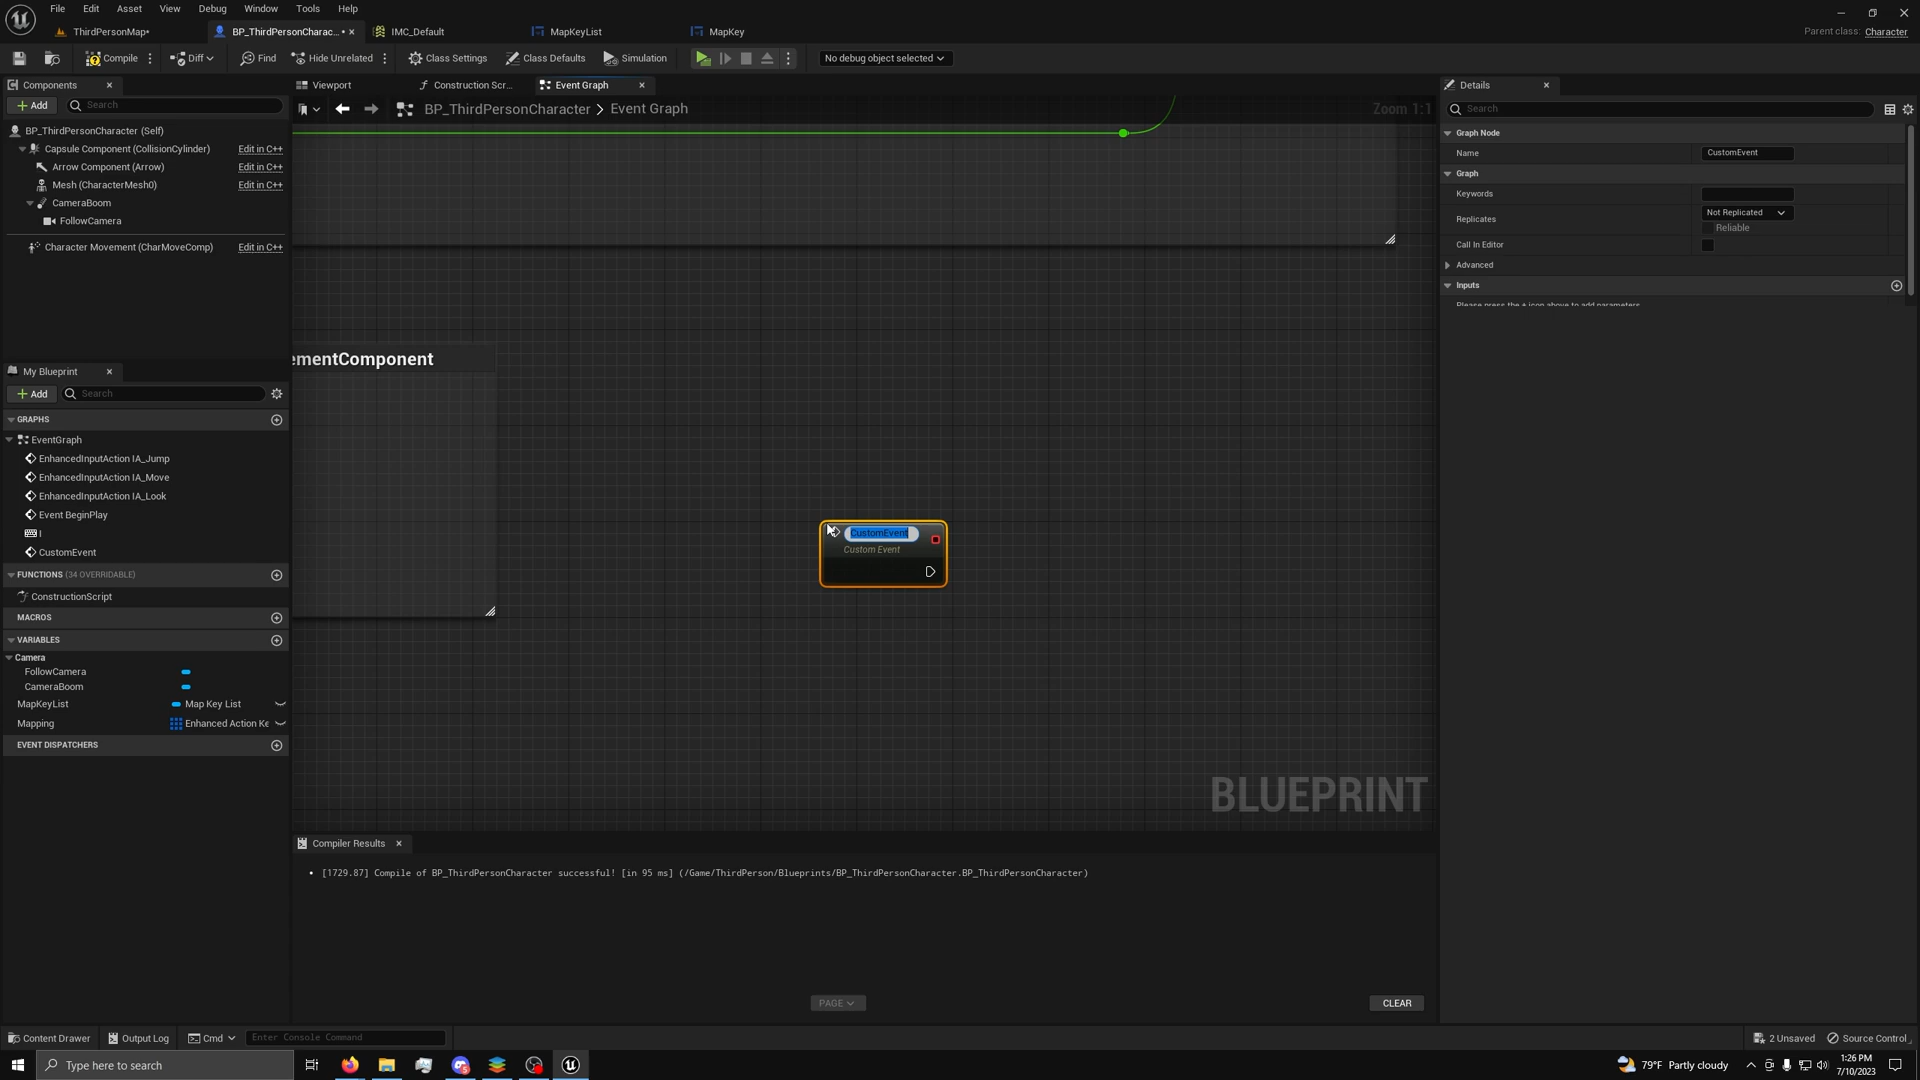 File Edit Asset View Debug Window Tools Help
ThirdPersonMap* BP_ThirdPersonCharac... • × IMC_Default MapKeyList MapKey
Parent class: Character
Compile Diff Find Hide Unrelated Class Settings Class Defaults Simulation No debug object selected
Components ×
+ Add Search
BP_ThirdPersonCharacter (Self)
Capsule Component (CollisionCylinder) Edit in C++
Arrow Component (Arrow) Edit in C++
Mesh (CharacterMesh0) Edit in C++
CameraBoom
FollowCamera
Character Movement (CharMoveComp) Edit in C++
My Blueprint ×
+ Add Search
GRAPHS
EventGraph
EnhancedInputAction IA_Jump
EnhancedInputAction IA_Move
EnhancedInputAction IA_Look
Event BeginPlay
I
CustomEvent
FUNCTIONS (34 OVERRIDABLE)
ConstructionScript
MACROS
VARIABLES
Camera
FollowCamera
CameraBoom
MapKeyList Map Key List
Mapping Enhanced Action Ke
EVENT DISPATCHERS
Viewport Construction Scr... Event Graph ×
BP_ThirdPersonCharacter > Event Graph Zoom 1:1
ementComponent
CustomEvent
Custom Event
BLUEPRINT
Compiler Results ×
• [1729.87] Compile of BP_ThirdPersonCharacter successful! [in 95 ms] (/Game/ThirdPerson/Blueprints/BP_ThirdPersonCharacter.BP_ThirdPersonCharacter)
PAGE CLEAR
Details ×
Search
Graph Node
Name CustomEvent
Graph
Keywords
Replicates Not Replicated
Reliable
Call In Editor
Advanced
Inputs
Please press the + icon above to add parameters
Content Drawer Output Log Cmd Enter Console Command 2 Unsaved Source Control
Type here to search 79°F Partly cloudy 1:26 PM
7/10/2023